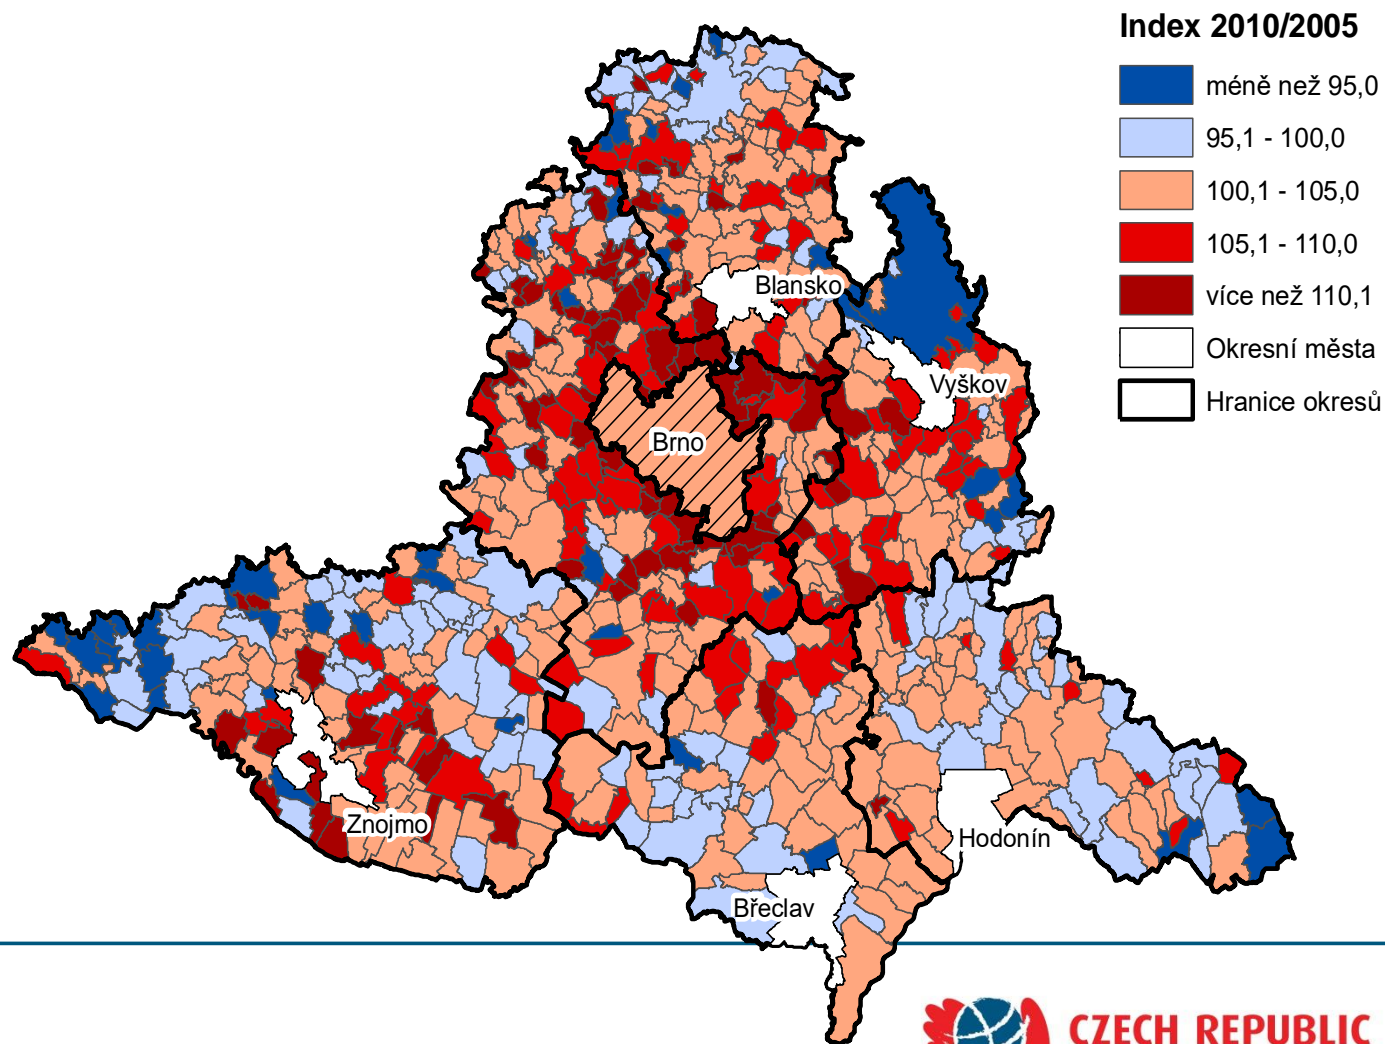 Index 2010/2005
méně než 95,0
95,1 - 100,0
100,1 - 105,0
105,1 - 110,0
více než 110,1
Okresní města
Hranice okresů
Blansko
Vyškov
Brno
Znojmo
Hodonín
Břeclav
CZECH REPUBLIC